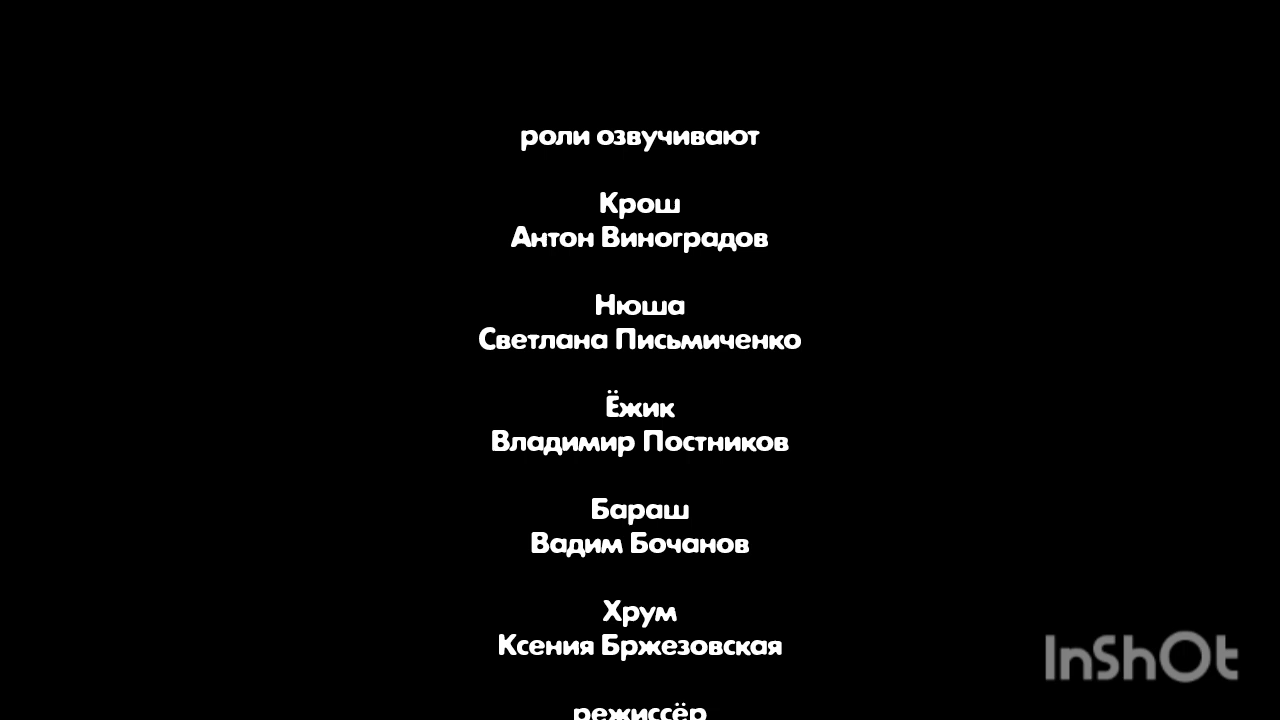 роли озвучивают
Крош
Антон Виноградов
Нюша
Светлана Письмиченко
Ёжик
Владимир Постников
Бараш
Вадим Бочанов
Хрум
Ксения Бржезовская
режиссёр
InShOt